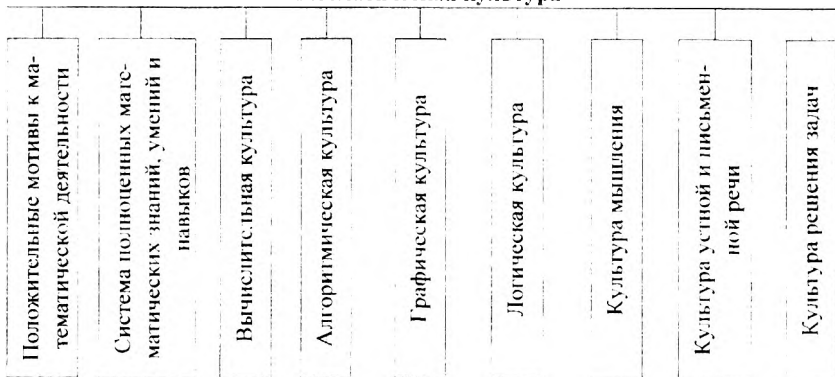 культура
Положительные мотивы к ма-
тематической деятельности
Система полноценных мате-
матических знаний, умений и
навыков
Вычислительная культура
Алгоритмическая культура
Графическая культура
Логическая культура
Культура мышления
Культура устной и письмен-
ной речи
Культура решения задач